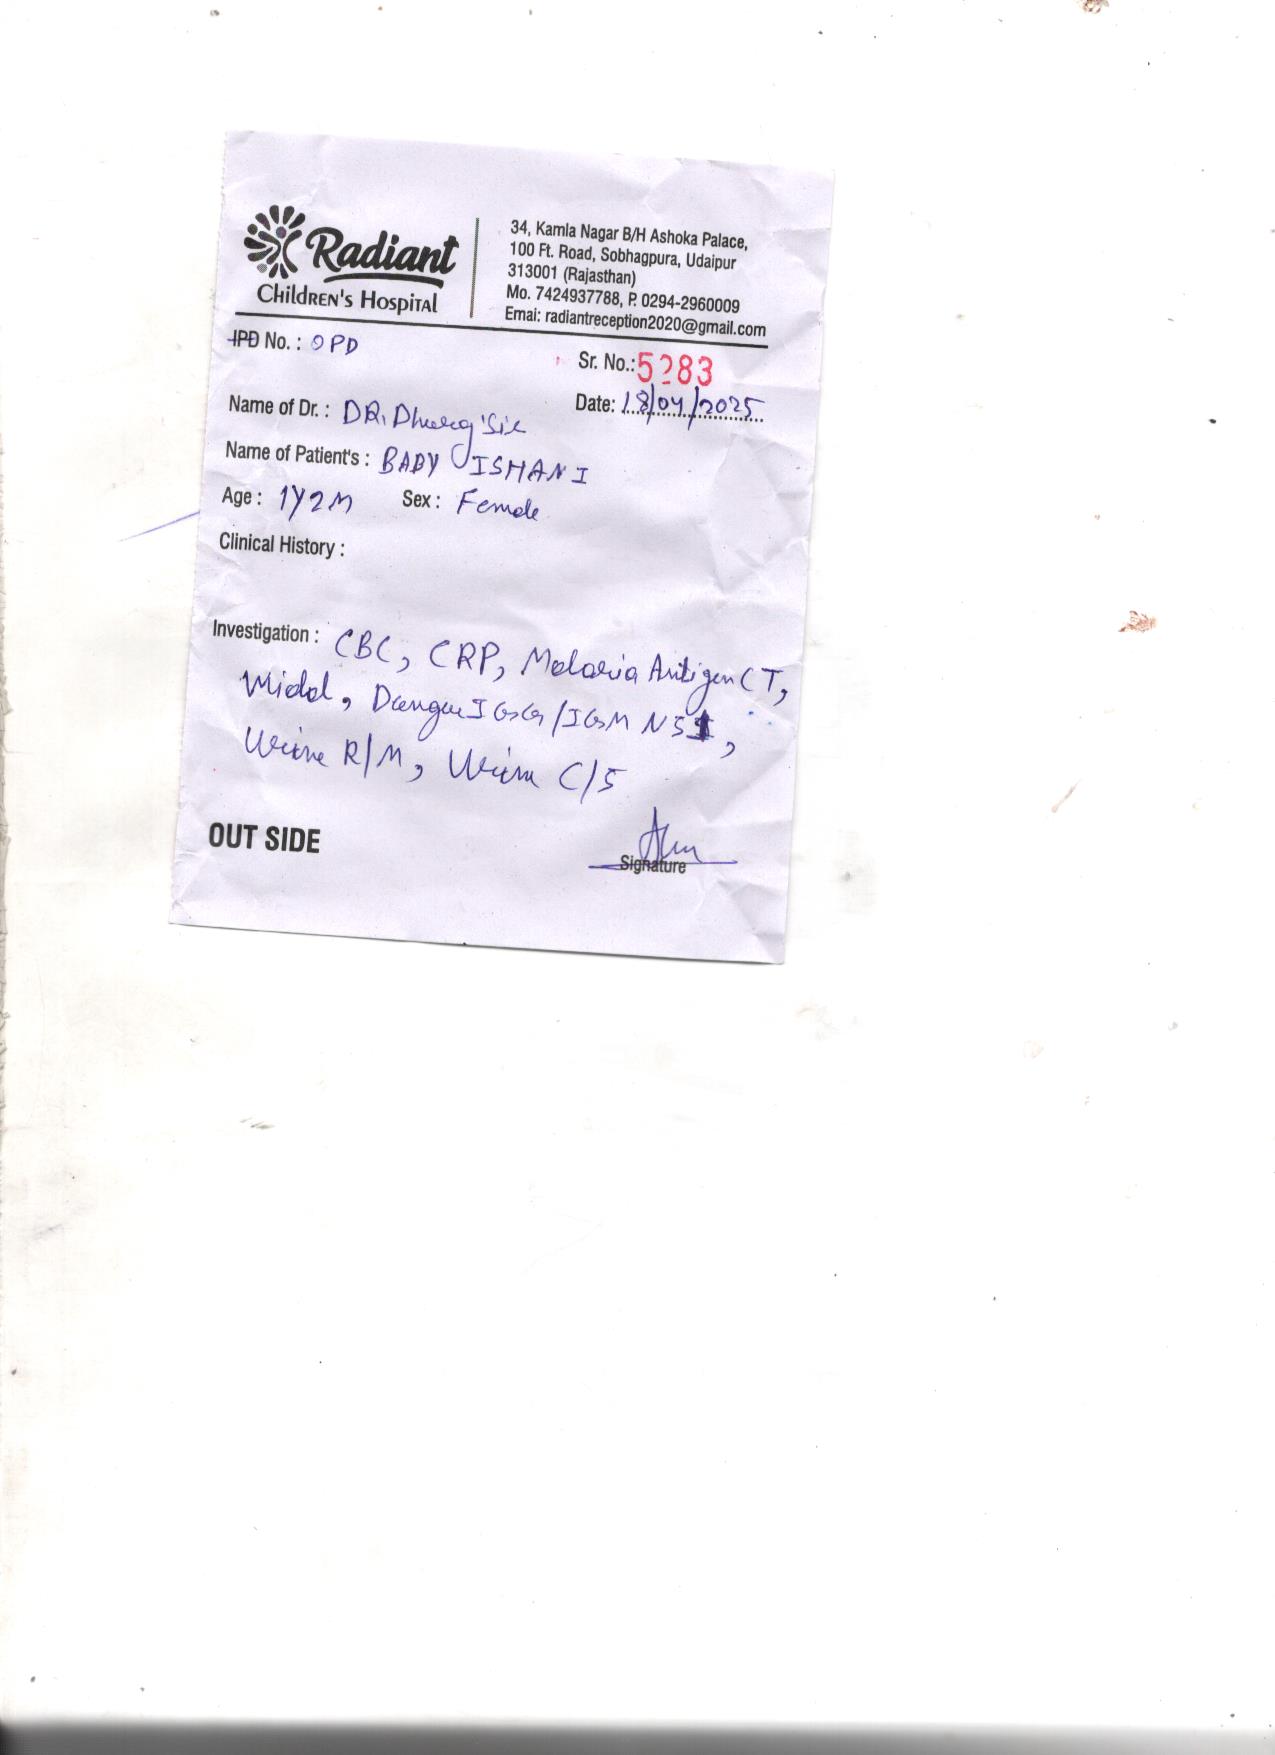 Radiant
Children's Hospital
34, Kamla Nagar B/H Ashoka Palace,
100 Ft. Road, Sobhagpura, Udaipur
313001 (Rajasthan)
Mo. 7424937788, P. 0294-2960009
Emai: radiantreception2020@gmail.com
IPD No. : OPD
Sr. No.: 5283
Name of Dr. : DR. Sir
Date: 18/04/2025
Name of Patient's : BABY ISHANI
Age : 1Y2M Sex : Female
Clinical History :
Investigation : CBC, CRP, Malaria Antigen CT,
Widal, Dangue IGG/IGM NS1,
Urine R/M, Urine C/S
OUT SIDE
Signature